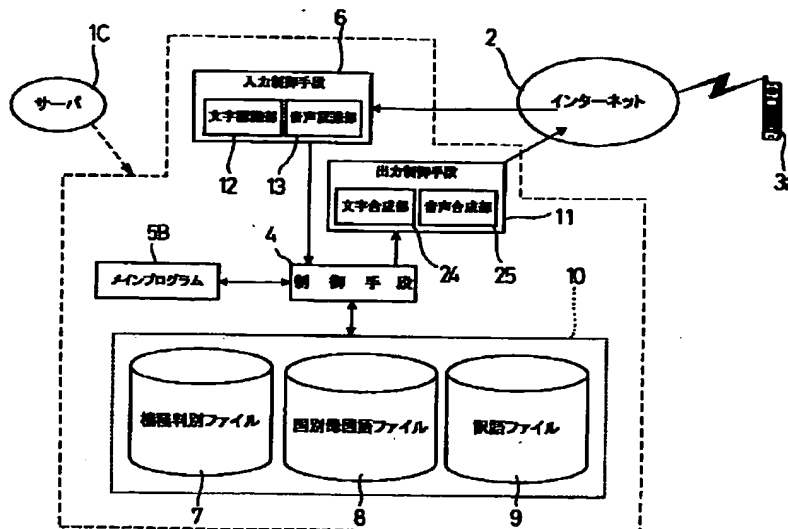 1C
サーバ
6
入力制御手段
文字認識部
音声認識部
12
13
2
インターネット
3a
出力制御手段
文字合成部
音声合成部
11
24
25
5B
メインプログラム
4
制御手段
10
機種判別ファイル
国別母国語ファイル
訳語ファイル
7
8
9